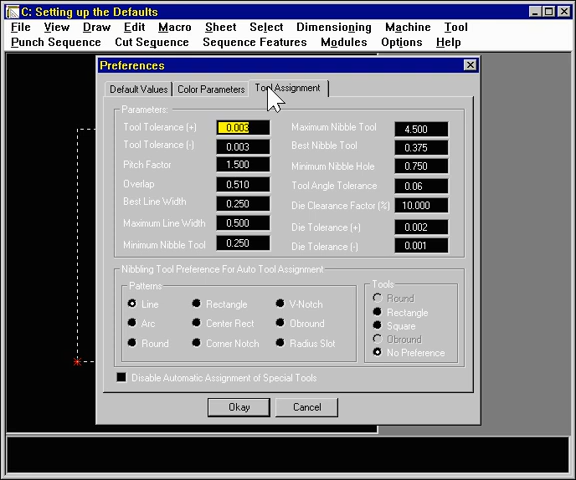 C: Setting up the Defaults
File View Draw Edit Macro Sheet Select Dimensioning Machine Tool
Punch Sequence Cut Sequence Sequence Features Modules Options Help
Preferences
Default Values Color Parameters Tool Assignment
Parameters:
Tool Tolerance (+) 0.003 Maximum Nibble Tool 4.500
Tool Tolerance (-) 0.003 Best Nibble Tool 0.375
Pitch Factor 1.500 Minimum Nibble Hole 0.750
Overlap 0.510 Tool Angle Tolerance 0.06
Best Line Width 0.250 Die Clearance Factor (%) 10.000
Maximum Line Width 0.500 Die Tolerance (+) 0.002
Minimum Nibble Tool 0.250 Die Tolerance (-) 0.001
Nibbling Tool Preference For Auto Tool Assignment
Patterns Tools
Line Rectangle V-Notch Round
Arc Center Rect Obround Rectangle
Round Corner Notch Radius Slot Square
Obround
No Preference
Disable Automatic Assignment of Special Tools
Okay Cancel